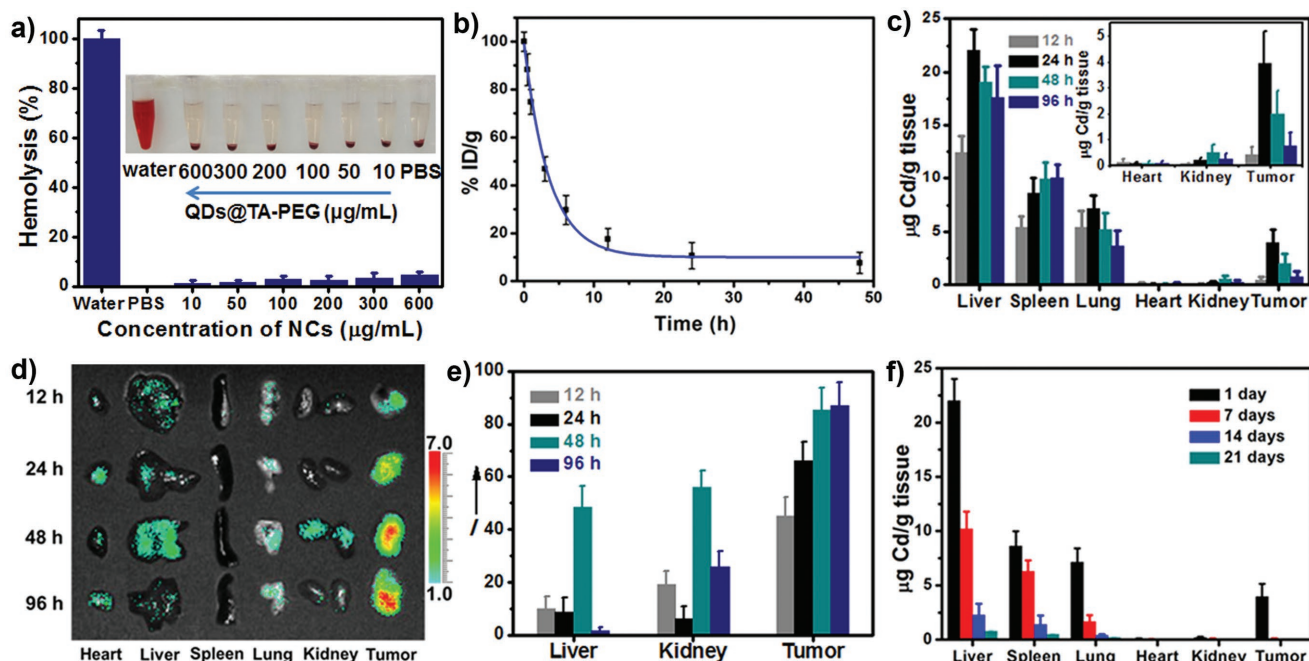 a)
Hemolysis (%)
100
80
60
40
20
0
water 600 300 200 100 50 10 PBS
QDs@TA-PEG (μg/mL)
Water PBS 10 50 100 200 300 600
Concentration of NCs (μg/mL)
b)
% ID/g
100
80
60
40
20
0
0 10 20 30 40 50
Time (h)
c)
μg Cd/g tissue
25
20
15
10
5
0
12 h
24 h
48 h
96 h
μg Cd/g tissue
5
4
3
2
1
0
Heart Kidney Tumor
Liver Spleen Lung Heart Kidney Tumor
d)
12 h
24 h
48 h
96 h
7.0
1.0
Heart Liver Spleen Lung Kidney Tumor
e)
100
80
60
40
20
0
12 h
24 h
48 h
96 h
Liver Kidney Tumor
f)
μg Cd/g tissue
25
20
15
10
5
0
1 day
7 days
14 days
21 days
Liver Spleen Lung Heart Kidney Tumor